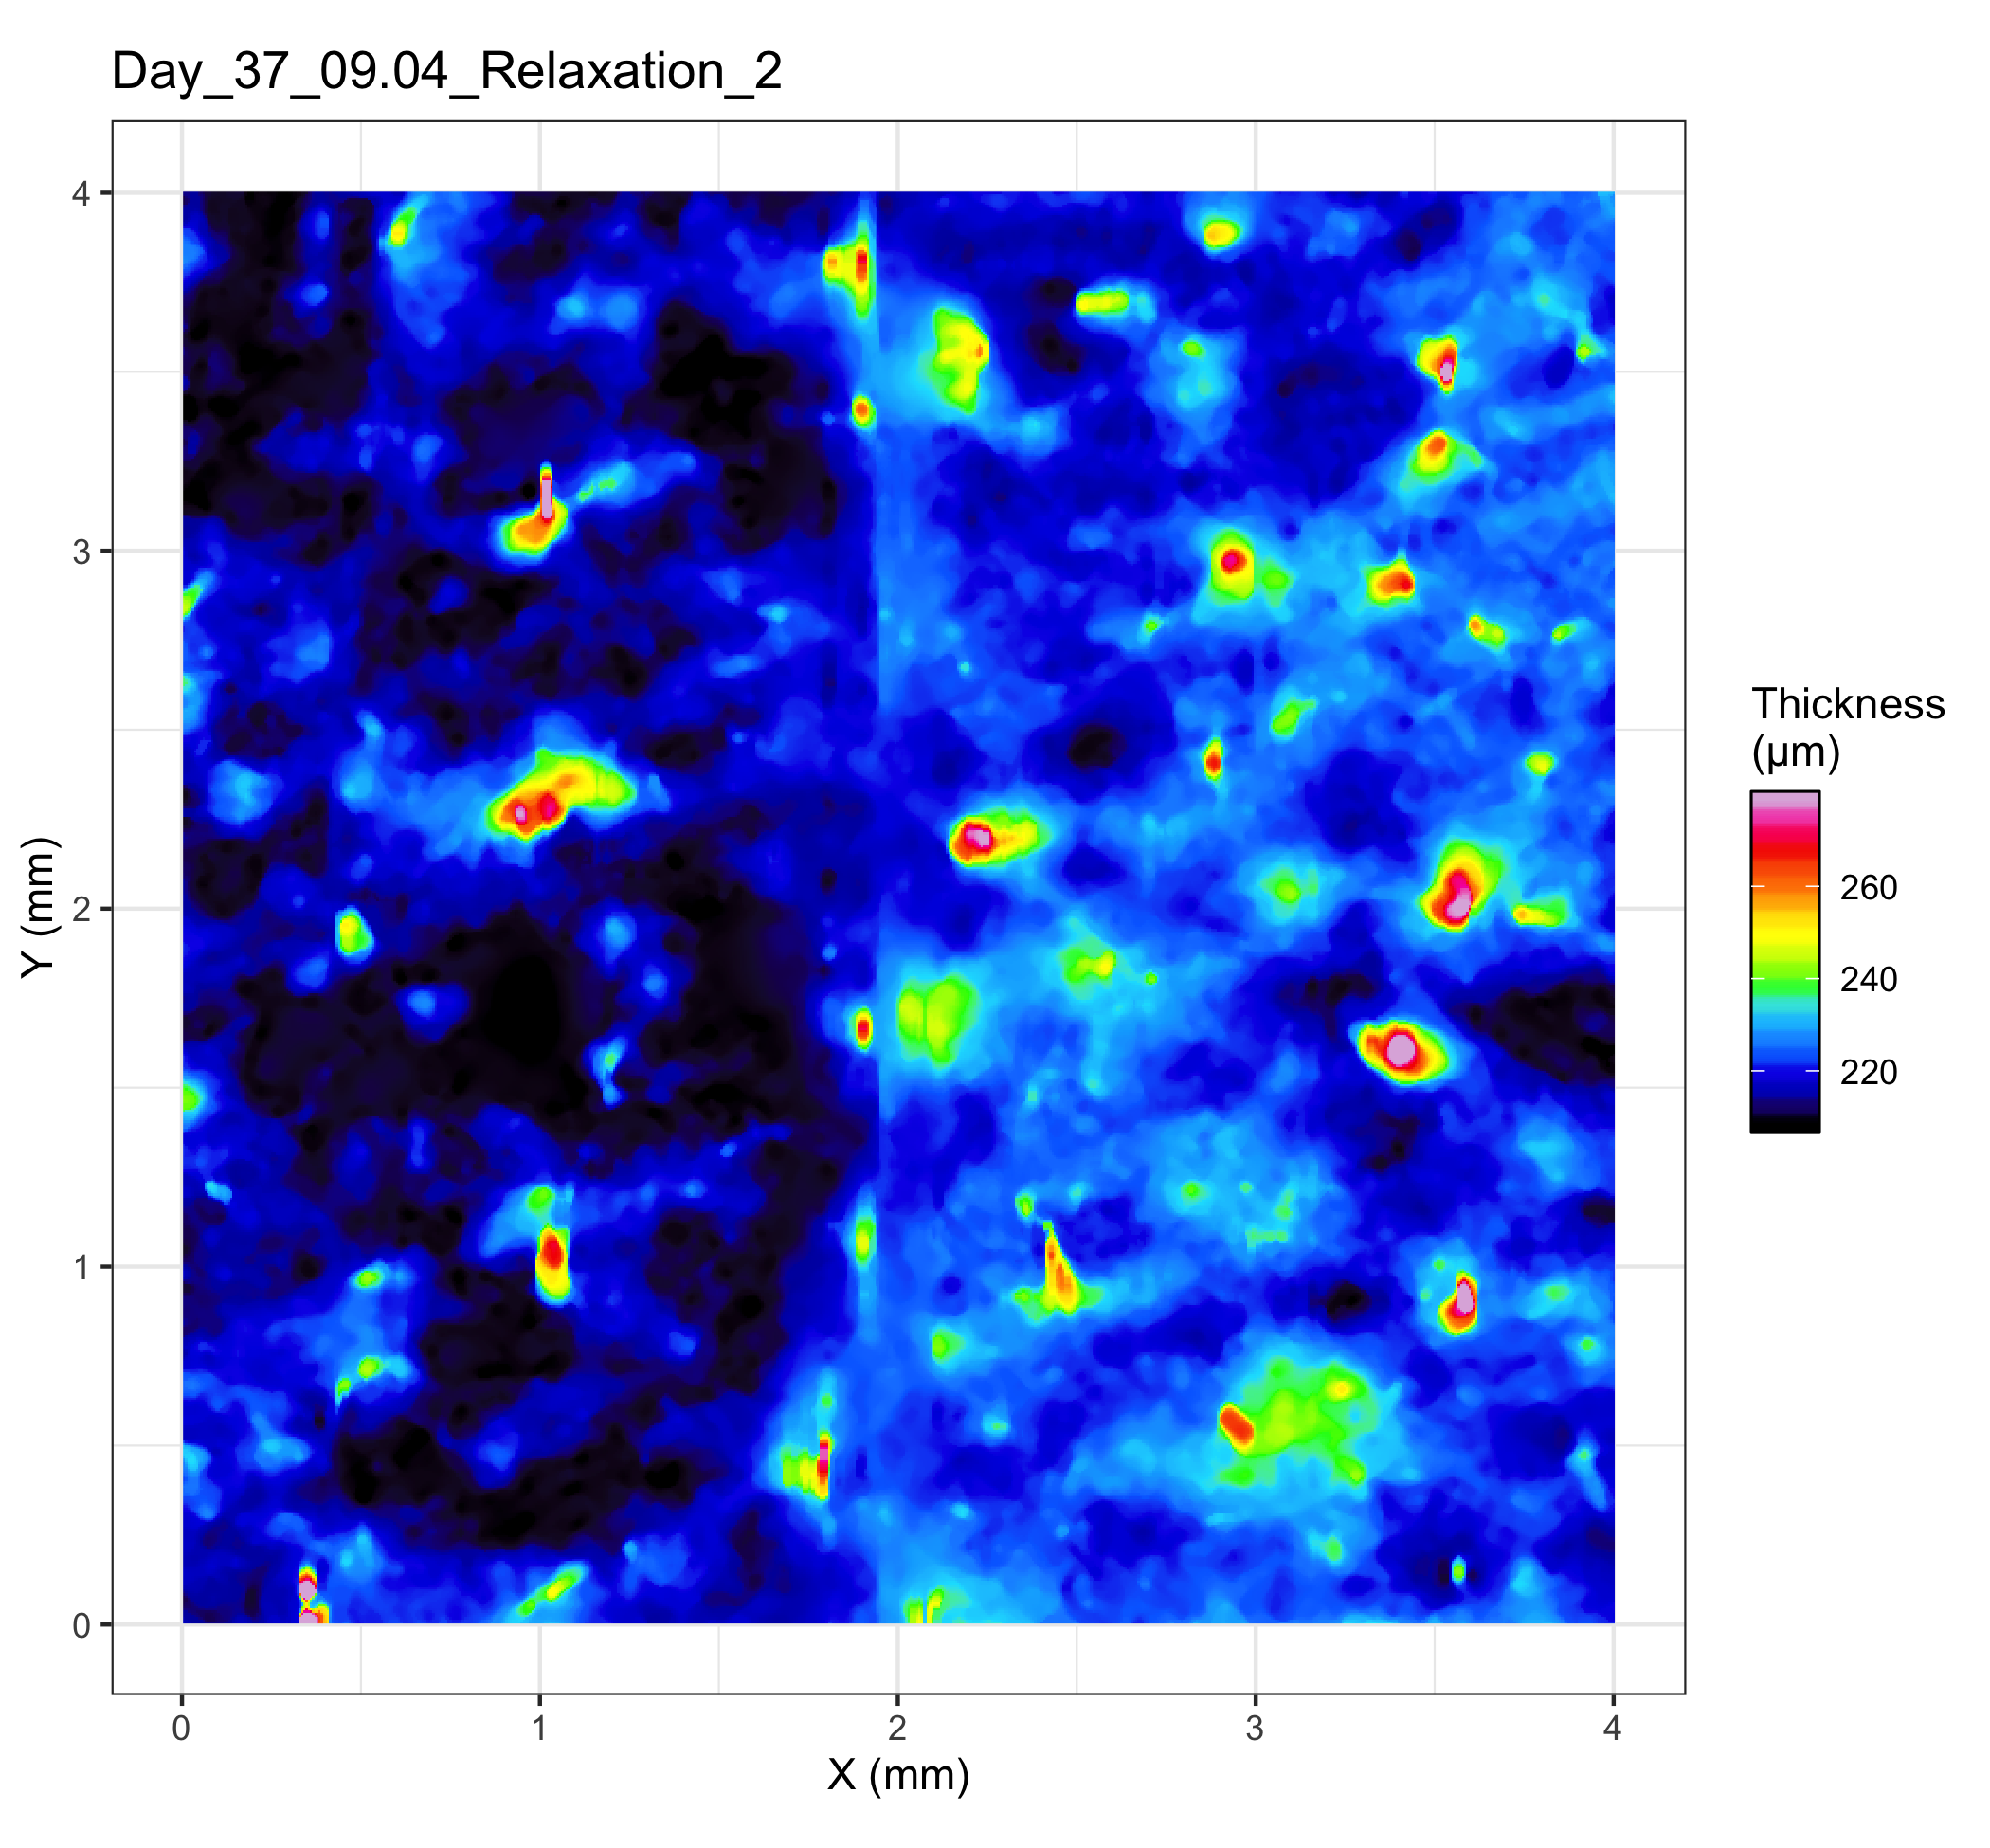 Day_37_09.04_Relaxation_2
4
3
2
1
0
Y (mm)
0 1 2 3 4
X (mm)
Thickness
(μm)
260
240
220